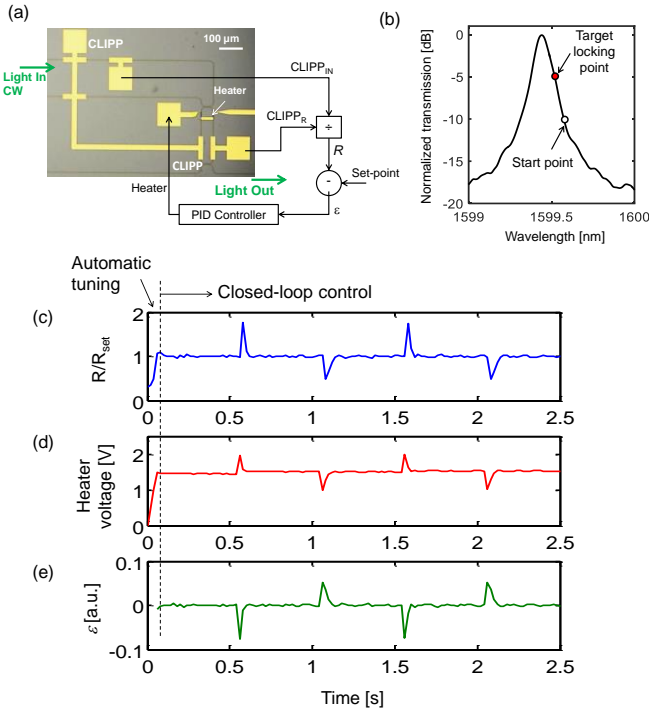 (a)
CLIPP
100 µm
Light In
CW
CLIPP_IN
Heater
CLIPP_R
÷
CLIPP
R
Heater
Light Out
-
Set-point
ε
PID Controller
(b)
Normalized transmission [dB]
0
-5
-10
-15
-20
Target
locking
point
Start point
1599
1599.5
1600
Wavelength [nm]
Automatic
tuning
Closed-loop control
(c)
R/R_set
2
1
0
0
0.5
1
1.5
2
2.5
(d)
Heater
voltage [V]
2
1
0
0
0.5
1
1.5
2
2.5
(e)
ε [a.u.]
0.1
0
-0.1
0
0.5
1
1.5
2
2.5
Time [s]